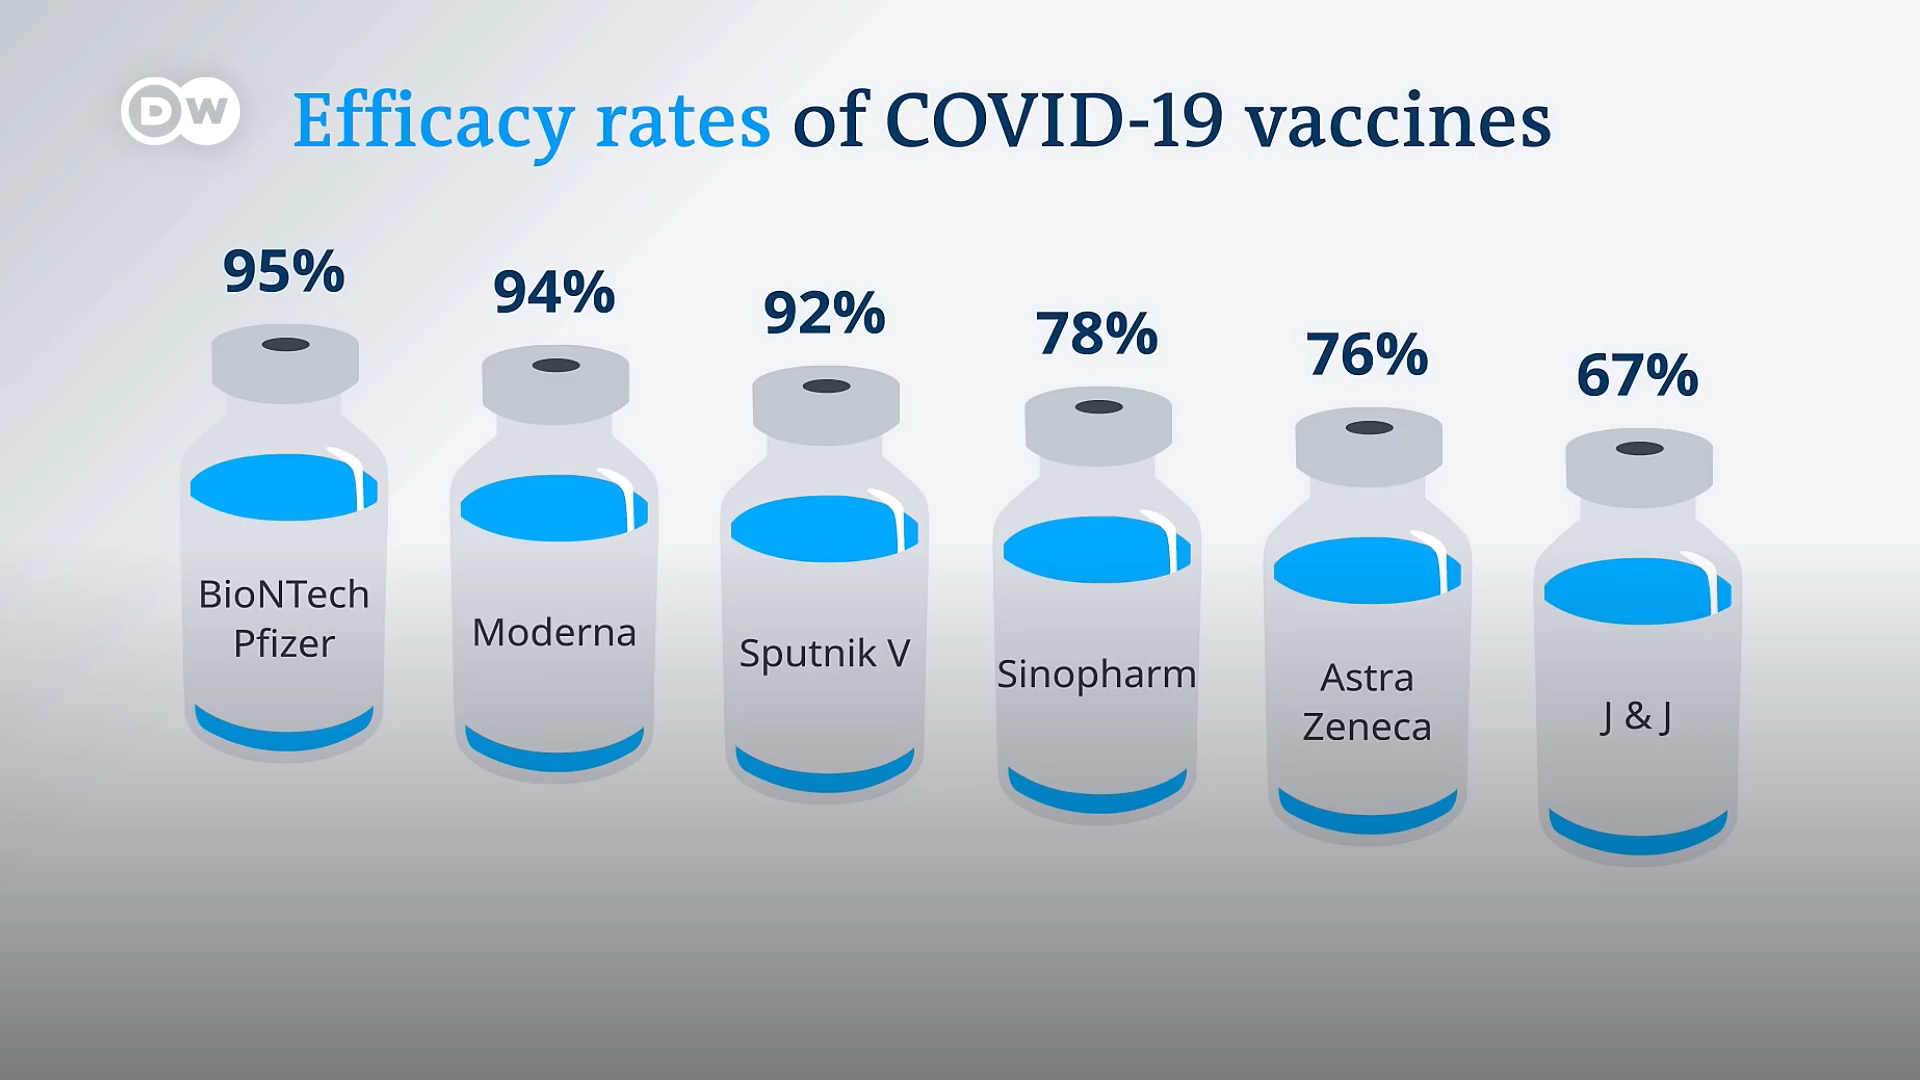 DW Efficacy rates of COVID-19 vaccines
95%
94%
92%
78%
76%
67%
BioNTech
Pfizer
Moderna
Sputnik V
Sinopharm
Astra
Zeneca
J & J